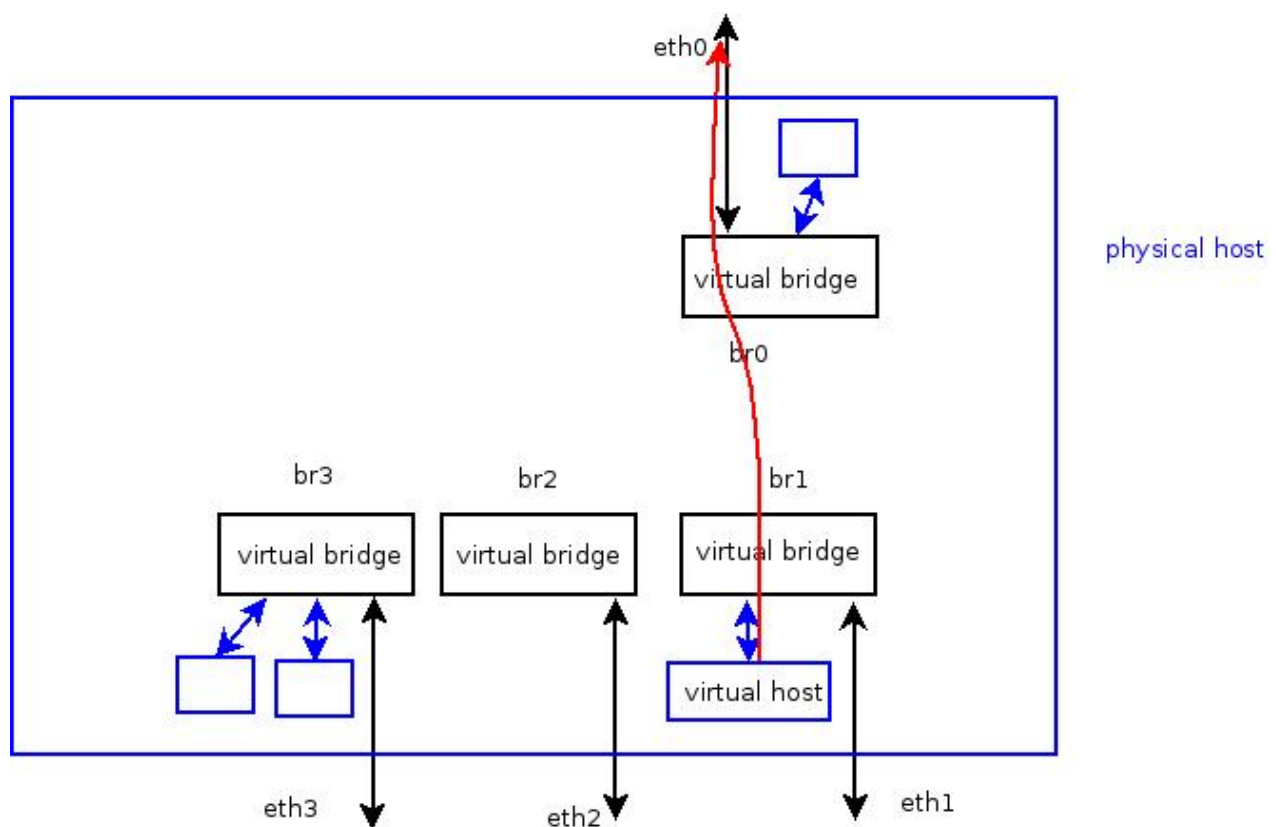 eth0
physical host
virtual bridge
br0
br3
br2
br1
virtual bridge
virtual bridge
virtual bridge
virtual host
eth3
eth2
eth1